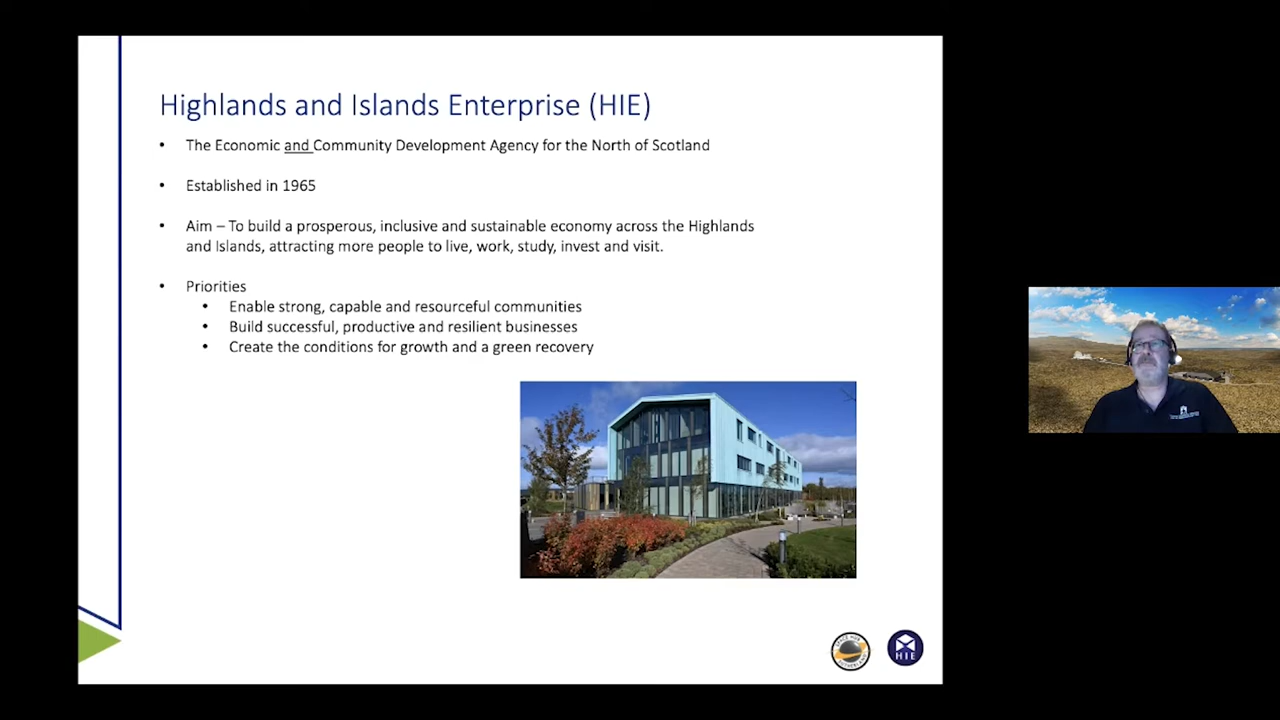 Highlands and Islands Enterprise (HIE)
• The Economic and Community Development Agency for the North of Scotland
• Established in 1965
• Aim – To build a prosperous, inclusive and sustainable economy across the Highlands
and Islands, attracting more people to live, work, study, invest and visit.
• Priorities
• Enable strong, capable and resourceful communities
• Build successful, productive and resilient businesses
• Create the conditions for growth and a green recovery
SPACE HUB
SUTHERLAND
HIE